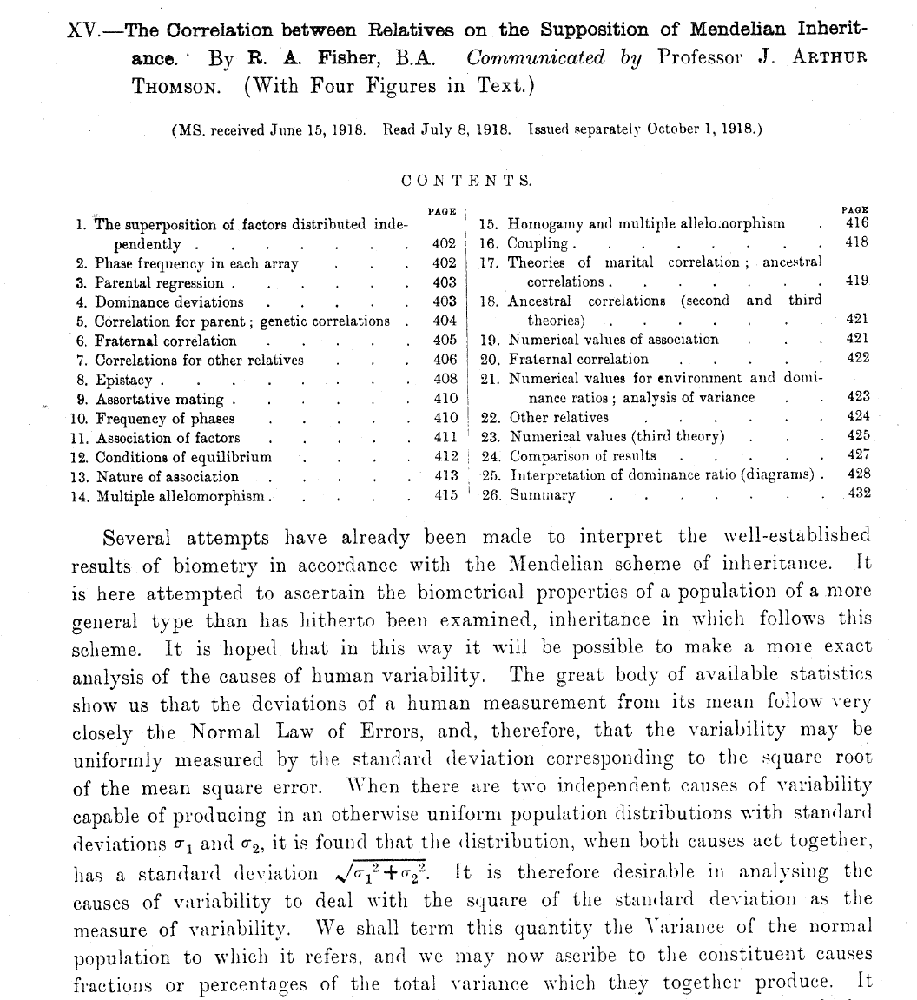 XV.—The Correlation between Relatives on the Supposition of Mendelian Inherit-
ance. By R. A. Fisher, B.A. Communicated by Professor J. ARTHUR
THOMSON. (With Four Figures in Text.)
(MS. received June 15, 1918. Read July 8, 1918. Issued separately October 1, 1918.)
CONTENTS.
PAGE
1. The superposition of factors distributed inde-
pendently . . . . . . . 402
2. Phase frequency in each array . . . 402
3. Parental regression . . . . . . 403
4. Dominance deviations . . . . . 403
5. Correlation for parent; genetic correlations . 404
6. Fraternal correlation . . . . . 405
7. Correlations for other relatives . . . 406
8. Epistacy . . . . . . . . 408
9. Assortative mating . . . . . . 410
10. Frequency of phases . . . . . 410
11. Association of factors . . . . . 411
12. Conditions of equilibrium . . . . 412
13. Nature of association . . . . . 413
14. Multiple allelomorphism . . . . . 415
PAGE
15. Homogamy and multiple allelomorphism . 416
16. Coupling . . . . . . . . 418
17. Theories of marital correlation; ancestral
correlations . . . . . . . 419
18. Ancestral correlations (second and third
theories) . . . . . . . 421
19. Numerical values of association . . . 421
20. Fraternal correlation . . . . . 422
21. Numerical values for environment and domi-
nance ratios; analysis of variance . . 423
22. Other relatives . . . . . . 424
23. Numerical values (third theory) . . . 425
24. Comparison of results . . . . . 427
25. Interpretation of dominance ratio (diagrams) . 428
26. Summary . . . . . . . 432
Several attempts have already been made to interpret the well-established
results of biometry in accordance with the Mendelian scheme of inheritance. It
is here attempted to ascertain the biometrical properties of a population of a more
general type than has hitherto been examined, inheritance in which follows this
scheme. It is hoped that in this way it will be possible to make a more exact
analysis of the causes of human variability. The great body of available statistics
show us that the deviations of a human measurement from its mean follow very
closely the Normal Law of Errors, and, therefore, that the variability may be
uniformly measured by the standard deviation corresponding to the square root
of the mean square error. When there are two independent causes of variability
capable of producing in an otherwise uniform population distributions with standard
deviations σ₁ and σ₂, it is found that the distribution, when both causes act together,
has a standard deviation √σ₁²+σ₂². It is therefore desirable in analysing the
causes of variability to deal with the square of the standard deviation as the
measure of variability. We shall term this quantity the Variance of the normal
population to which it refers, and we may now ascribe to the constituent causes
fractions or percentages of the total variance which they together produce. It